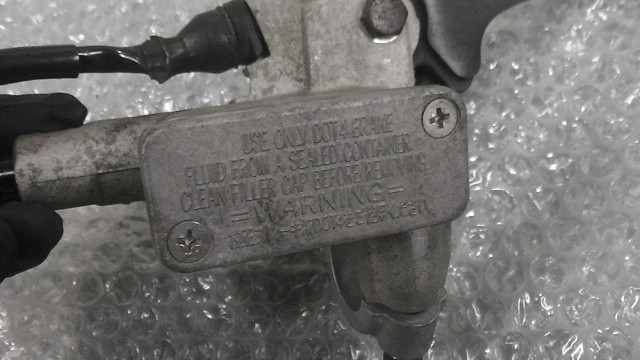 USE ONLY DOT4 BRAKE
FLUID FROM A SEALED CONTAINER
CLEAN FILLER CAP BEFORE REMOVING
=WARNING=